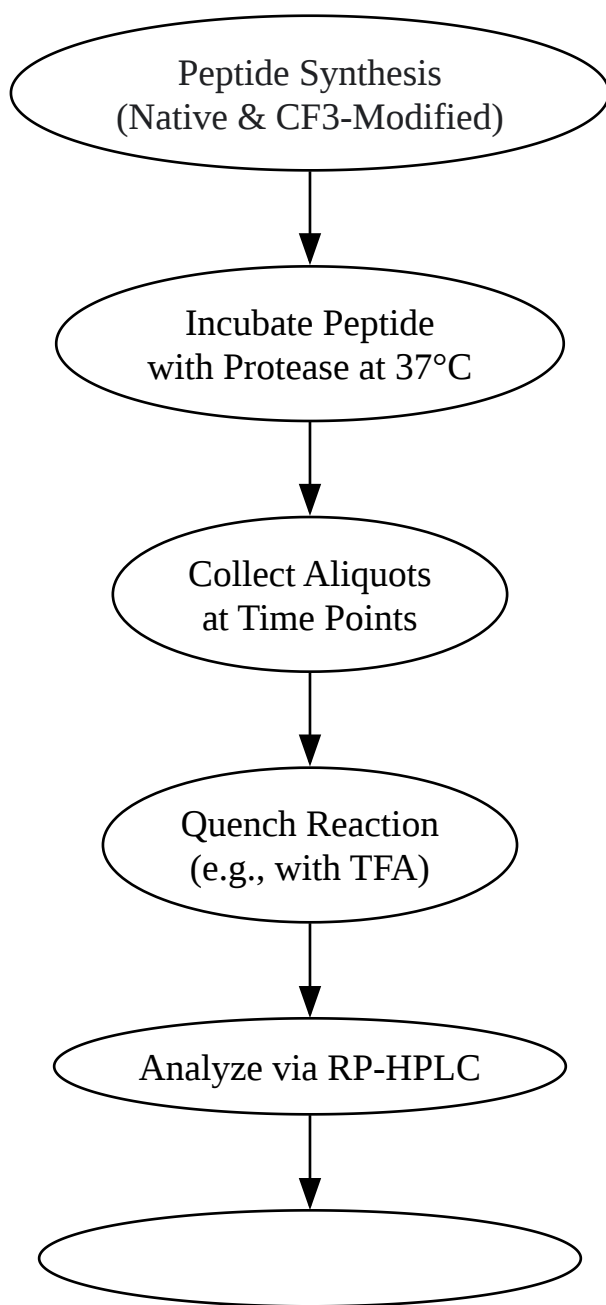 Peptide Synthesis
(Native & CF3-Modified)
Incubate Peptide
with Protease at 37°C
Collect Aliquots
at Time Points
Quench Reaction
(e.g., with TFA)
Analyze via RP-HPLC